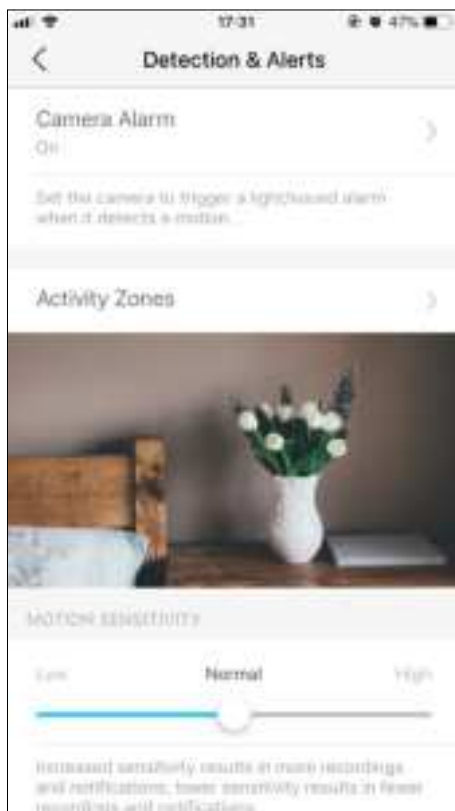 17:31 47%
Detection & Alerts
Camera Alarm
On
Set the camera to trigger a light/sound alarm
when it detects a motion.
Activity Zones
MOTION SENSITIVITY
Low Normal High
Increased sensitivity results in more recordings
and notifications, lower sensitivity results in fewer
recordings and notifications.